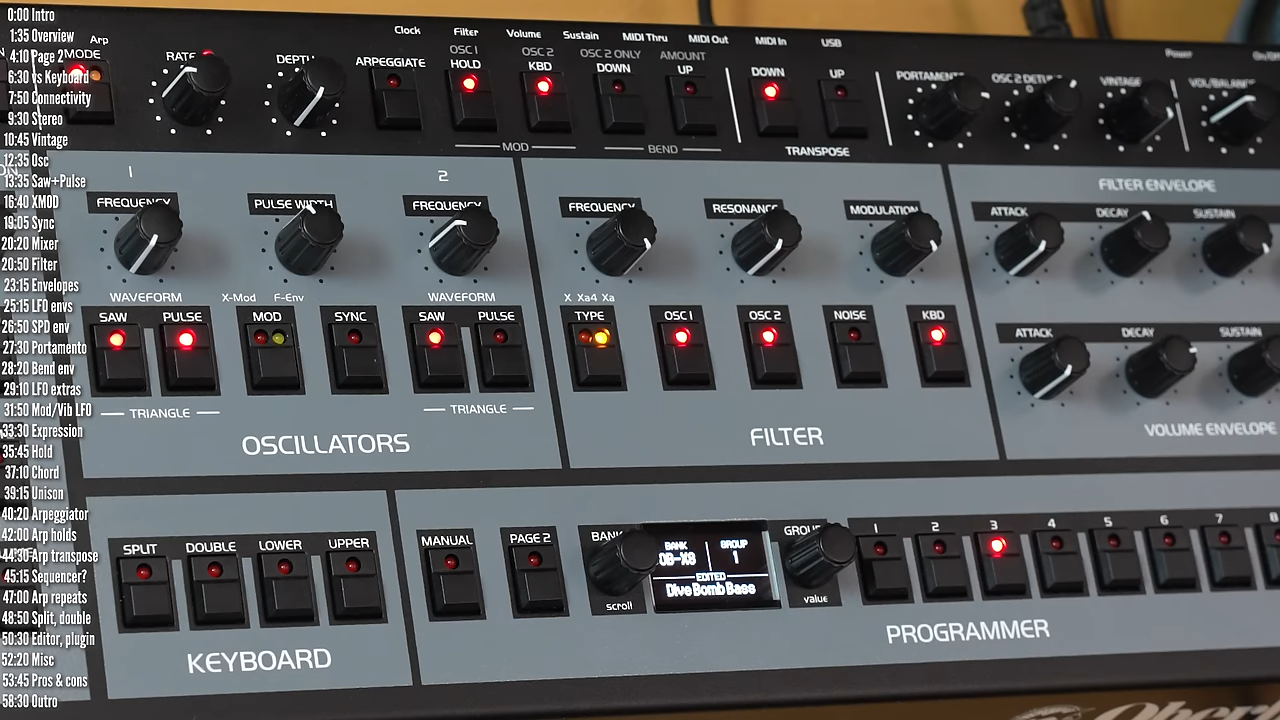 0:00 Intro
1:35 Overview
4:10 Page 2
6:30 vs Keyboard
7:50 Connectivity
9:30 Stereo
10:45 Vintage
12:35 Osc
13:35 Saw+Pulse
16:40 XMOD
19:05 Sync
20:20 Mixer
20:50 Filter
23:15 Envelopes
25:15 LFO envs
26:50 SPD env
27:30 Portamento
28:20 Bend env
29:10 LFO extras
31:50 Mod/Vib LFO
33:30 Expression
35:45 Hold
37:10 Chord
39:15 Unison
40:20 Arpeggiator
42:00 Arp holds
44:30 Arp transpose
45:15 Sequencer?
47:00 Arp repeats
48:50 Split, double
50:30 Editor, plugin
52:20 Misc
53:45 Pros & cons
58:30 Outro
Arp Clock Filter Volume Sustain MIDI Thru MIDI Out MIDI In USB Power
OSC 1 OSC 2 OSC 2 ONLY AMOUNT
MODE RATE DEPTH ARPEGGIATE HOLD KBD DOWN UP DOWN UP PORTAMENTO OSC 2 DETUNE VINTAGE VOL/BALANCE
MOD BEND TRANSPOSE
1 2
FREQUENCY PULSE WIDTH FREQUENCY FREQUENCY RESONANCE MODULATION
FILTER ENVELOPE
ATTACK DECAY SUSTAIN
WAVEFORM X-Mod F-Env WAVEFORM X Xa4 Xa
SAW PULSE MOD SYNC SAW PULSE TYPE OSC 1 OSC 2 NOISE KBD
ATTACK DECAY SUSTAIN
TRIANGLE TRIANGLE
OSCILLATORS FILTER VOLUME ENVELOPE
SPLIT DOUBLE LOWER UPPER MANUAL PAGE 2 BANK GROUP 1 2 3 4 5 6 7 8
BANK GROUP
OB-X8 1
EDITED
Dive Bomb Bass
scroll value
KEYBOARD PROGRAMMER